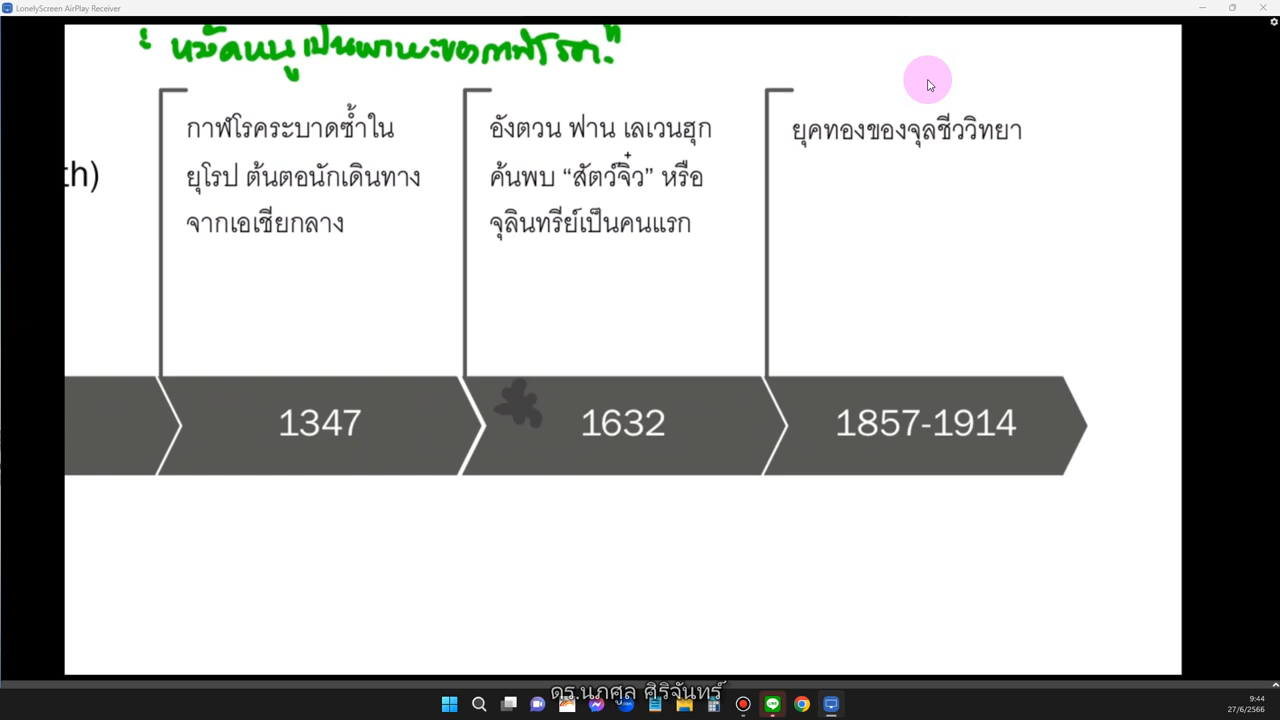 LonelyScreen AirPlay Receiver
"หมัดหนูเป็นพาหะของกาฬโรค"
th)
กาฬโรคระบาดซ้ำใน
ยุโรป ต้นตอนักเดินทาง
จากเอเชียกลาง
อังตวน ฟาน เลเวนฮุก
ค้นพบ “สัตว์จิ๋ว” หรือ
จุลินทรีย์เป็นคนแรก
ยุคทองของจุลชีววิทยา
1347
1632
1857-1914
ดร.นภศูล ศิริจันทร์
9:44
27/6/2566